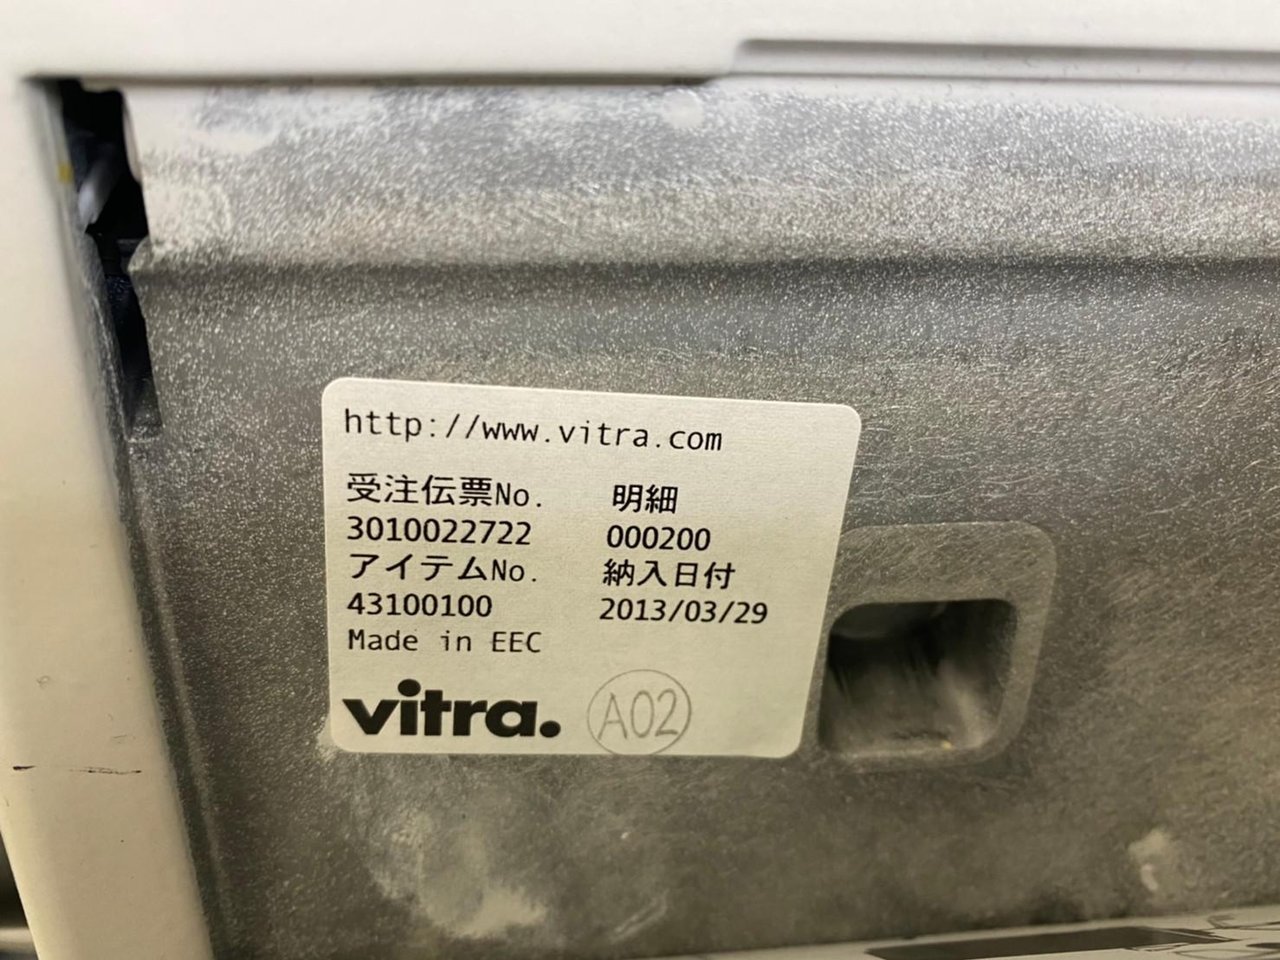 http://www.vitra.com
受注伝票No. 明細
3010022722 000200
アイテムNo. 納入日付
43100100 2013/03/29
Made in EEC
vitra. A02